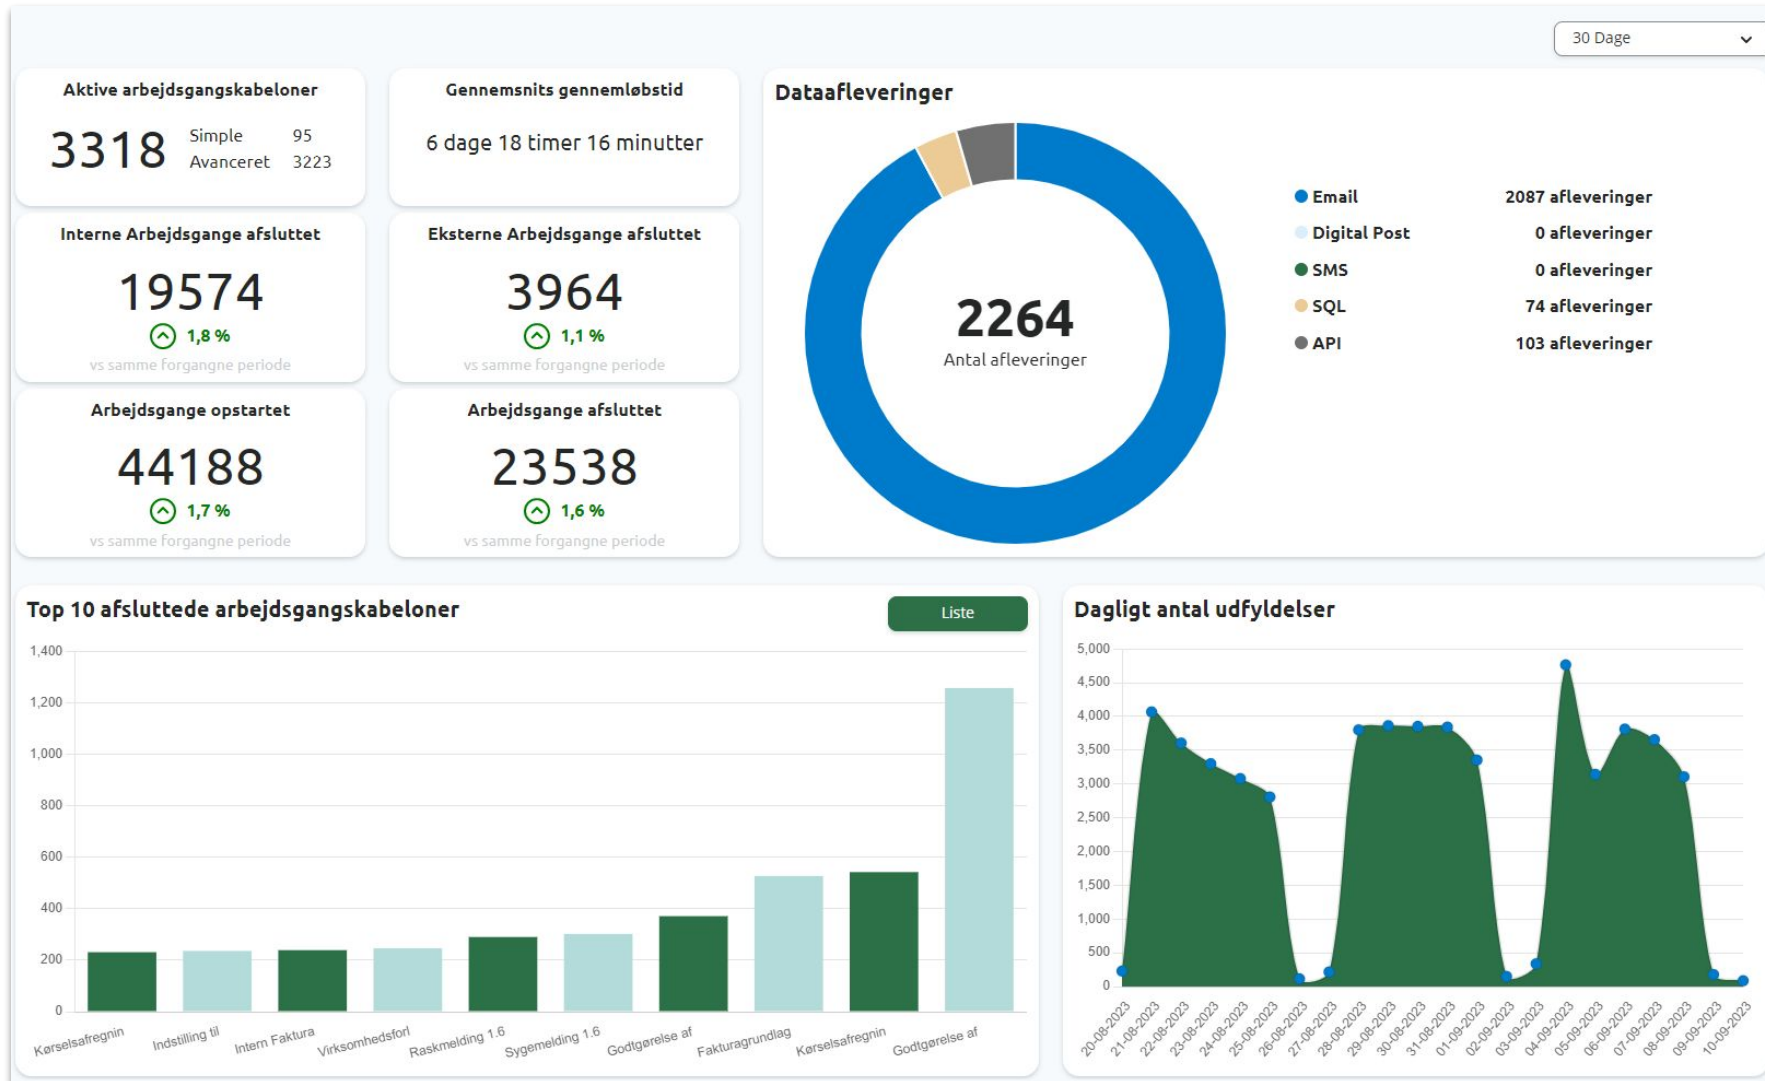 30 Dage
Aktive arbejdsgangskabeloner
3318
Simple 95
Avanceret 3223
Gennemsnits gennemløbstid
6 dage 18 timer 16 minutter
Interne Arbejdsgange afsluttet
19574
1,8 %
vs samme forgangne periode
Eksterne Arbejdsgange afsluttet
3964
1,1 %
vs samme forgangne periode
Arbejdsgange opstartet
44188
1,7 %
vs samme forgangne periode
Arbejdsgange afsluttet
23538
1,6 %
vs samme forgangne periode
Dataafleveringer
2264
Antal afleveringer
Email 2087 afleveringer
Digital Post 0 afleveringer
SMS 0 afleveringer
SQL 74 afleveringer
API 103 afleveringer
Top 10 afsluttede arbejdsgangskabeloner
Liste
1,400
1,200
1,000
800
600
400
200
0
Kørselsafregnin
Indstilling til
Intern Faktura
Virksomhedsforl
Raskmelding 1.6
Sygemelding 1.6
Godtgørelse af
Fakturagrundlag
Kørselsafregnin
Godtgørelse af
Dagligt antal udfyldelser
5,000
4,500
4,000
3,500
3,000
2,500
2,000
1,500
1,000
500
0
20-08-2023
21-08-2023
22-08-2023
23-08-2023
24-08-2023
25-08-2023
26-08-2023
27-08-2023
28-08-2023
29-08-2023
30-08-2023
31-08-2023
01-09-2023
02-09-2023
03-09-2023
04-09-2023
05-09-2023
06-09-2023
07-09-2023
08-09-2023
09-09-2023
10-09-2023